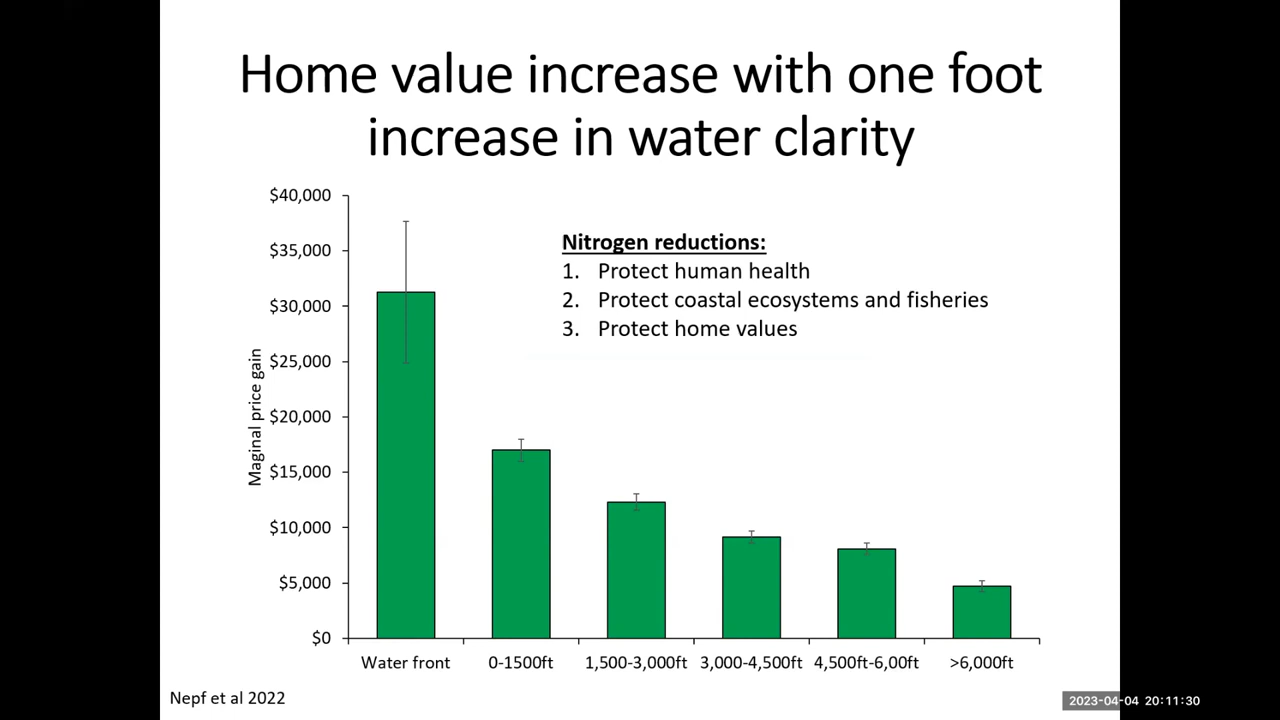 Home value increase with one foot
increase in water clarity
$40,000
$35,000
$30,000
$25,000
$20,000
$15,000
$10,000
$5,000
$0
Maginal price gain
Nitrogen reductions:
1. Protect human health
2. Protect coastal ecosystems and fisheries
3. Protect home values
Water front
0-1500ft
1,500-3,000ft
3,000-4,500ft
4,500ft-6,00ft
>6,000ft
Nepf et al 2022
2023-04-04 20:11:30